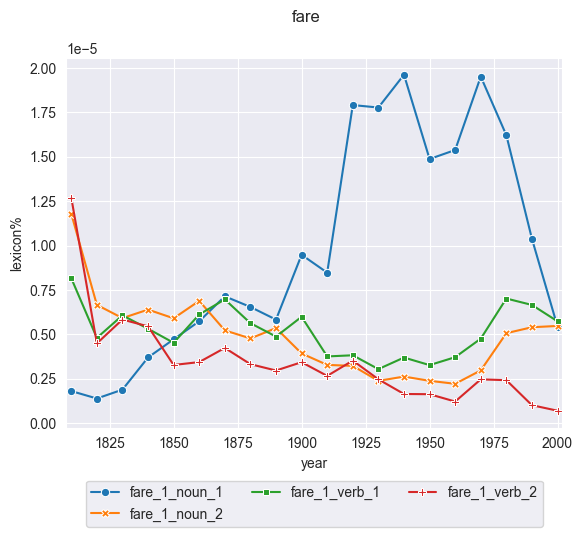 fare
1e−5
2.00
1.75
1.50
1.25
1.00
0.75
0.50
0.25
0.00
lexicon%
1825 1850 1875 1900 1925 1950 1975 2000
year
fare_1_noun_1 fare_1_verb_1 fare_1_verb_2
fare_1_noun_2